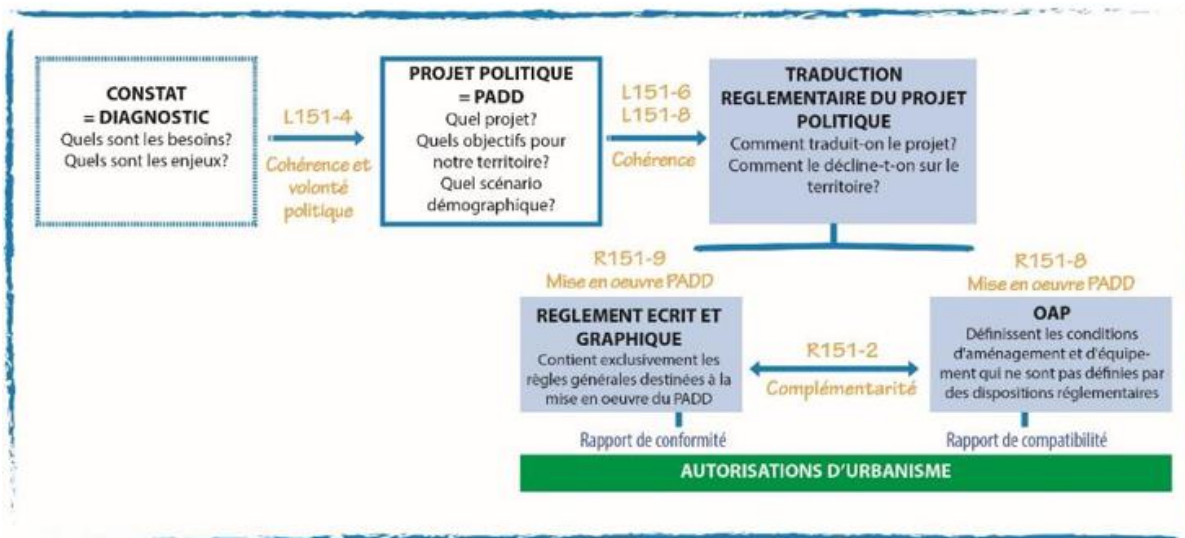 CONSTAT
= DIAGNOSTIC
Quels sont les besoins?
Quels sont les enjeux?
L151-4
Cohérence et
volonté
politique
PROJET POLITIQUE
= PADD
Quel projet?
Quels objectifs pour
notre territoire?
Quel scénario
démographique?
L151-6
L151-8
Cohérence
TRADUCTION
REGLEMENTAIRE DU PROJET
POLITIQUE
Comment traduit-on le projet?
Comment le décline-t-on sur le
territoire?
R151-9
Mise en oeuvre PADD
REGLEMENT ECRIT ET
GRAPHIQUE
Contient exclusivement les
règles générales destinées à la
mise en oeuvre du PADD
R151-2
Complémentarité
R151-8
Mise en oeuvre PADD
OAP
Définissent les conditions
d'aménagement et d'équipe-
ment qui ne sont pas définies par
des dispositions réglementaires
Rapport de conformité
Rapport de compatibilité
AUTORISATIONS D'URBANISME